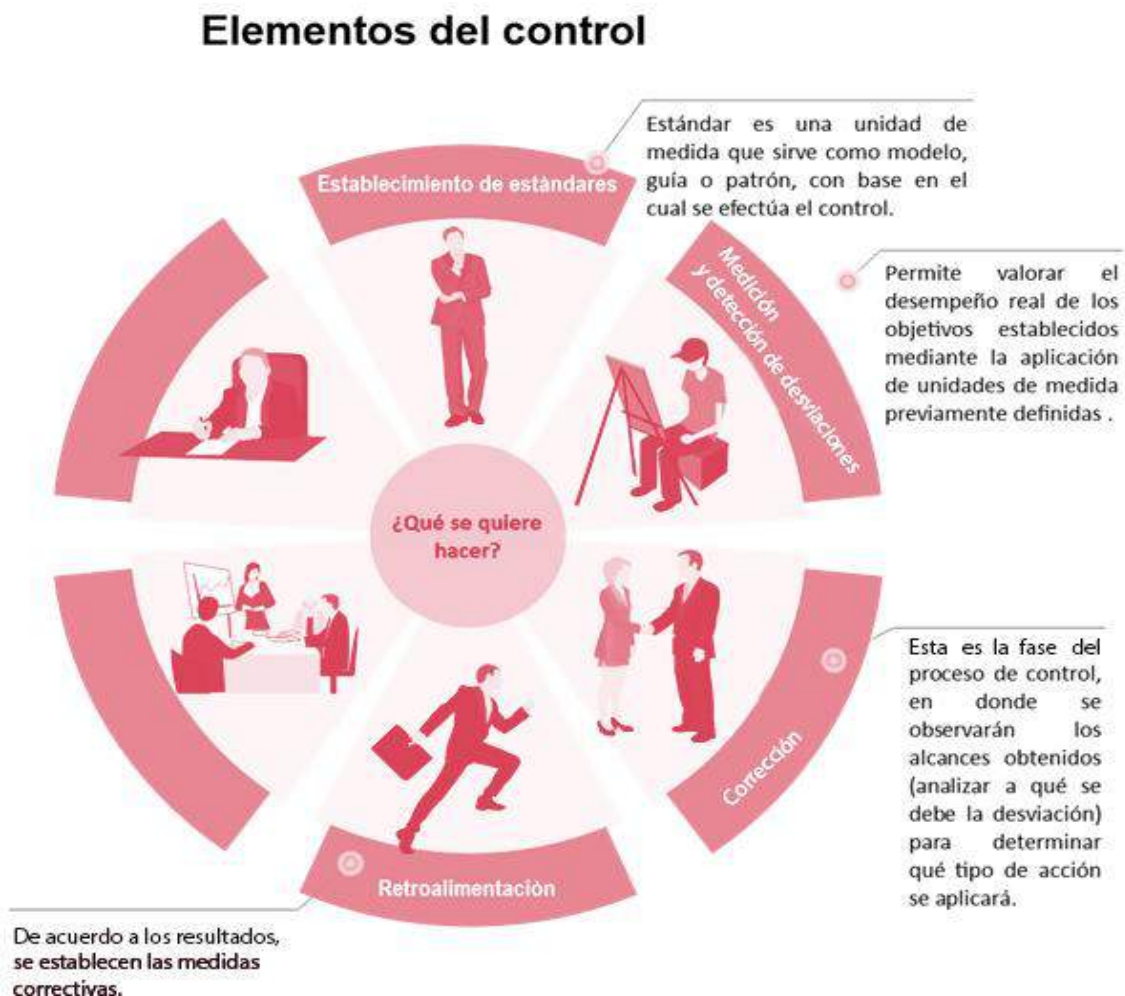 Elementos del control
Establecimiento de estàndares
Estándar es una unidad de
medida que sirve como modelo,
guía o patrón, con base en el
cual se efectúa el control.
Medición
y detección de desviaciones
Permite valorar el
desempeño real de los
objetivos establecidos
mediante la aplicación
de unidades de medida
previamente definidas .
¿Qué se quiere
hacer?
Corrección
Esta es la fase del
proceso de control,
en donde se
observarán los
alcances obtenidos
(analizar a qué se
debe la desviación)
para determinar
qué tipo de acción
se aplicará.
Retroalimentaciòn
De acuerdo a los resultados,
se establecen las medidas
correctivas.